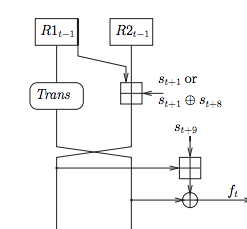 R1_{t−1} R2_{t−1}
s_{t+1} or
Trans
s_{t+1} ⊕ s_{t+8}
s_{t+9}
f_t